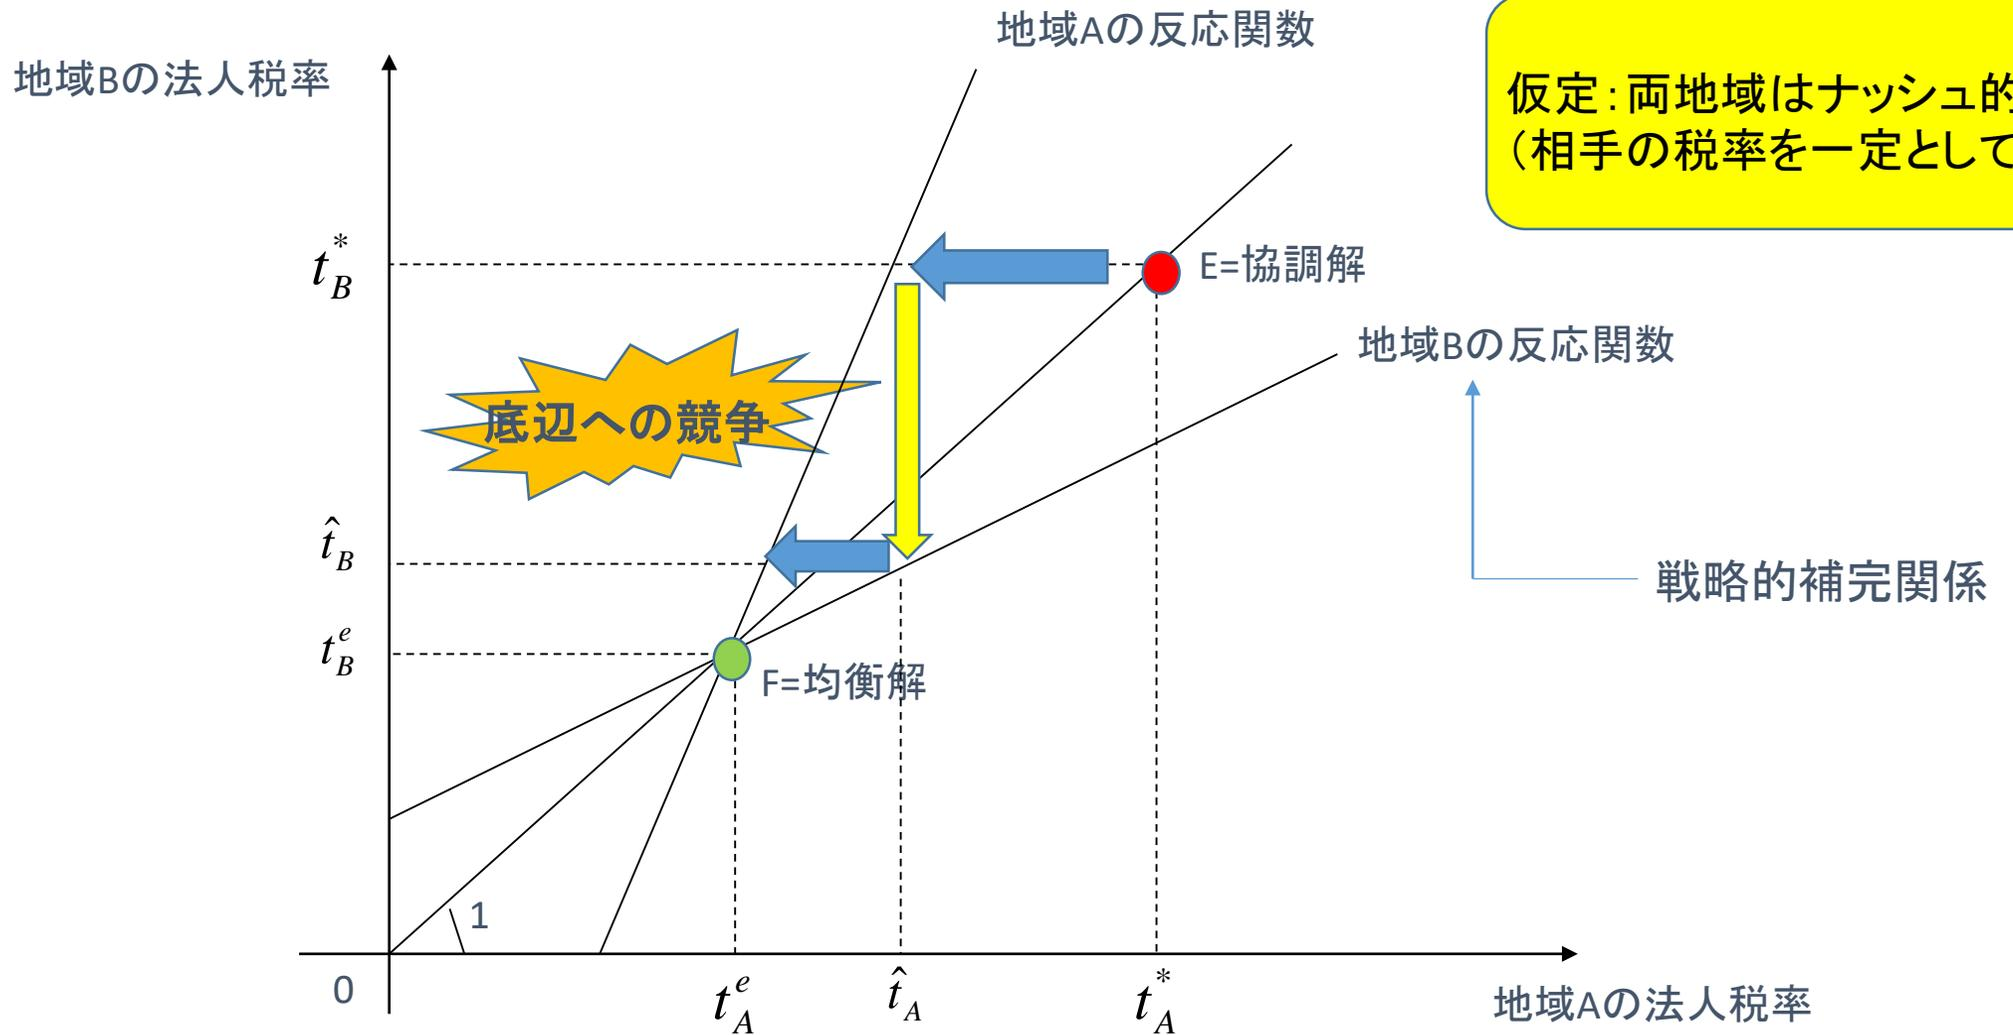 地域Aの反応関数
地域Bの法人税率
仮定：両地域はナッシュ的
（相手の税率を一定として
t*B
E=協調解
地域Bの反応関数
底辺への競争
t̂B
戦略的補完関係
teB
F=均衡解
1
0
teA
t̂A
t*A
地域Aの法人税率